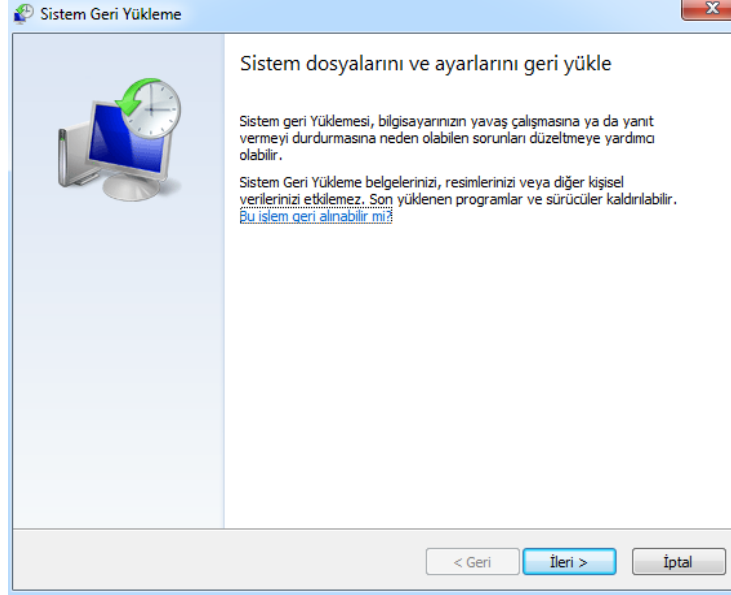 Sistem Geri Yükleme
Sistem dosyalarını ve ayarlarını geri yükle
Sistem geri Yüklemesi, bilgisayarınızın yavaş çalışmasına ya da yanıt
vermeyi durdurmasına neden olabilen sorunları düzeltmeye yardımcı
olabilir.
Sistem Geri Yükleme belgelerinizi, resimlerinizi veya diğer kişisel
verilerinizi etkilemez. Son yüklenen programlar ve sürücüler kaldırılabilir.
Bu işlem geri alınabilir mi?
< Geri
İleri >
İptal